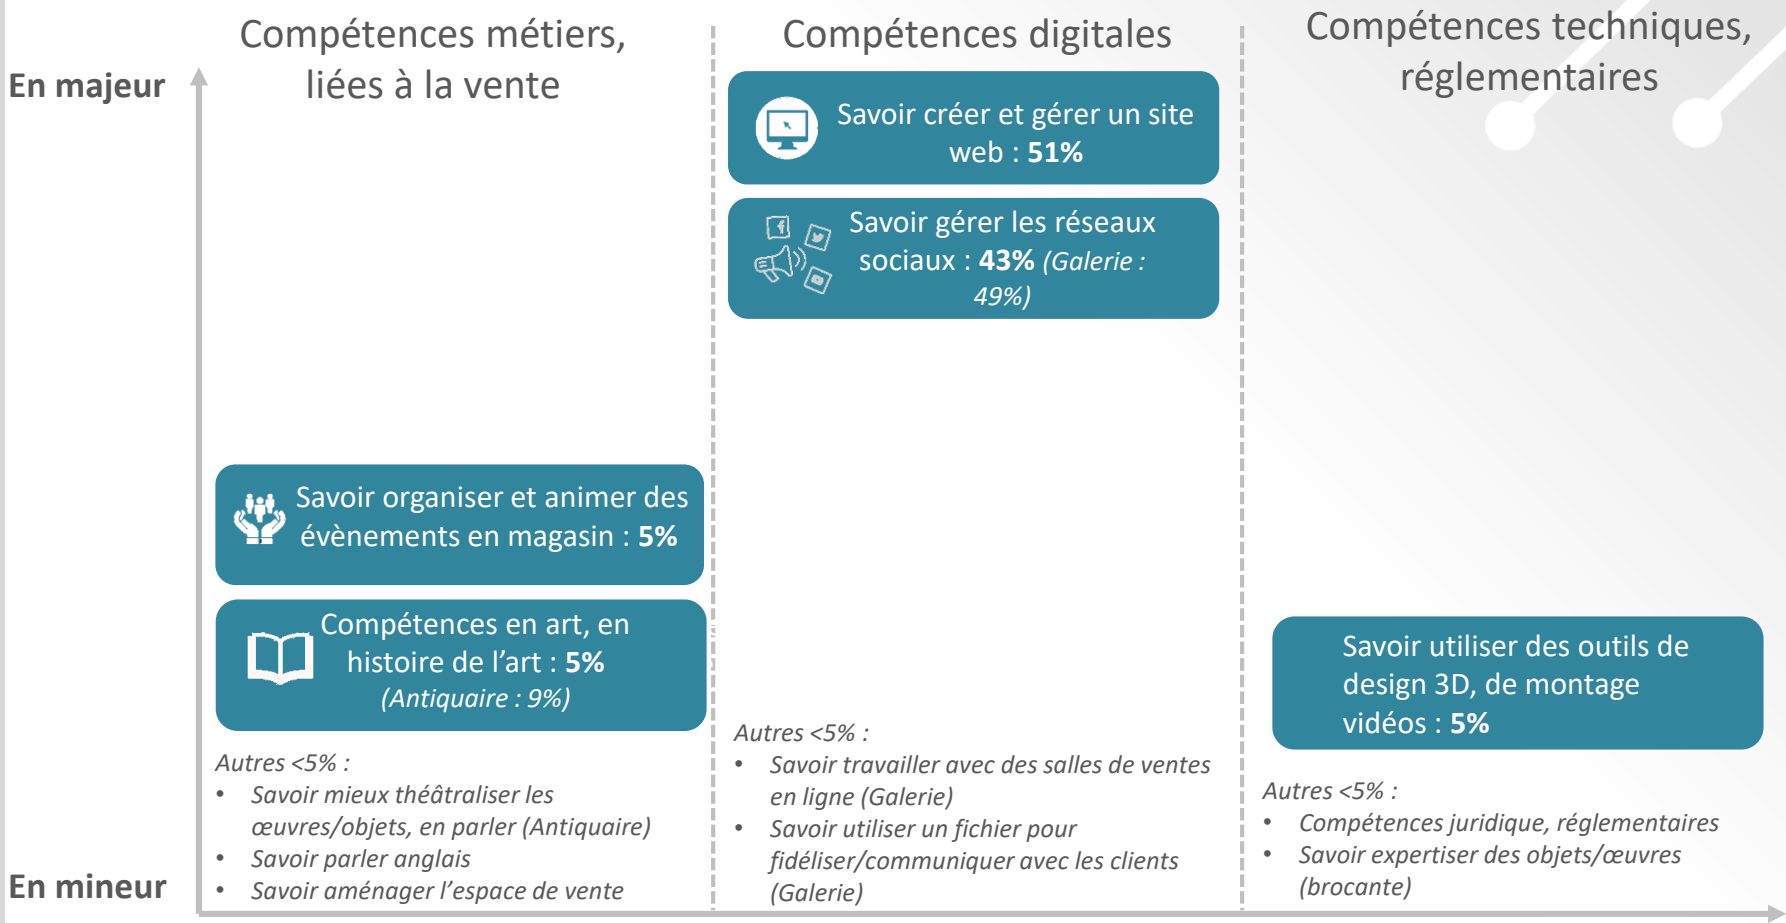 En majeur
Compétences métiers,
liées à la vente
Savoir organiser et animer des
évènements en magasin : 5%
Compétences en art, en
histoire de l’art : 5%
(Antiquaire : 9%)
Autres <5% :
• Savoir mieux théâtraliser les
œuvres/objets, en parler (Antiquaire)
• Savoir parler anglais
• Savoir aménager l’espace de vente
Compétences digitales
Savoir créer et gérer un site
web : 51%
Savoir gérer les réseaux
sociaux : 43% (Galerie :
49%)
Autres <5% :
• Savoir travailler avec des salles de ventes
en ligne (Galerie)
• Savoir utiliser un fichier pour
fidéliser/communiquer avec les clients
(Galerie)
Compétences techniques,
réglementaires
Savoir utiliser des outils de
design 3D, de montage
vidéos : 5%
Autres <5% :
• Compétences juridique, réglementaires
• Savoir expertiser des objets/œuvres
(brocante)
En mineur